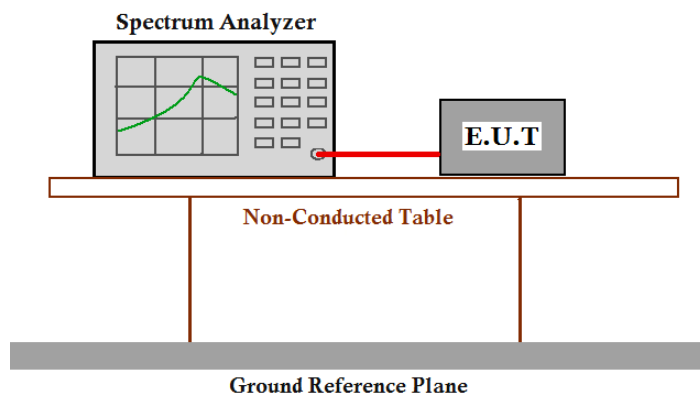 Spectrum Analyzer
E.U.T
Non-Conducted Table
Ground Reference Plane